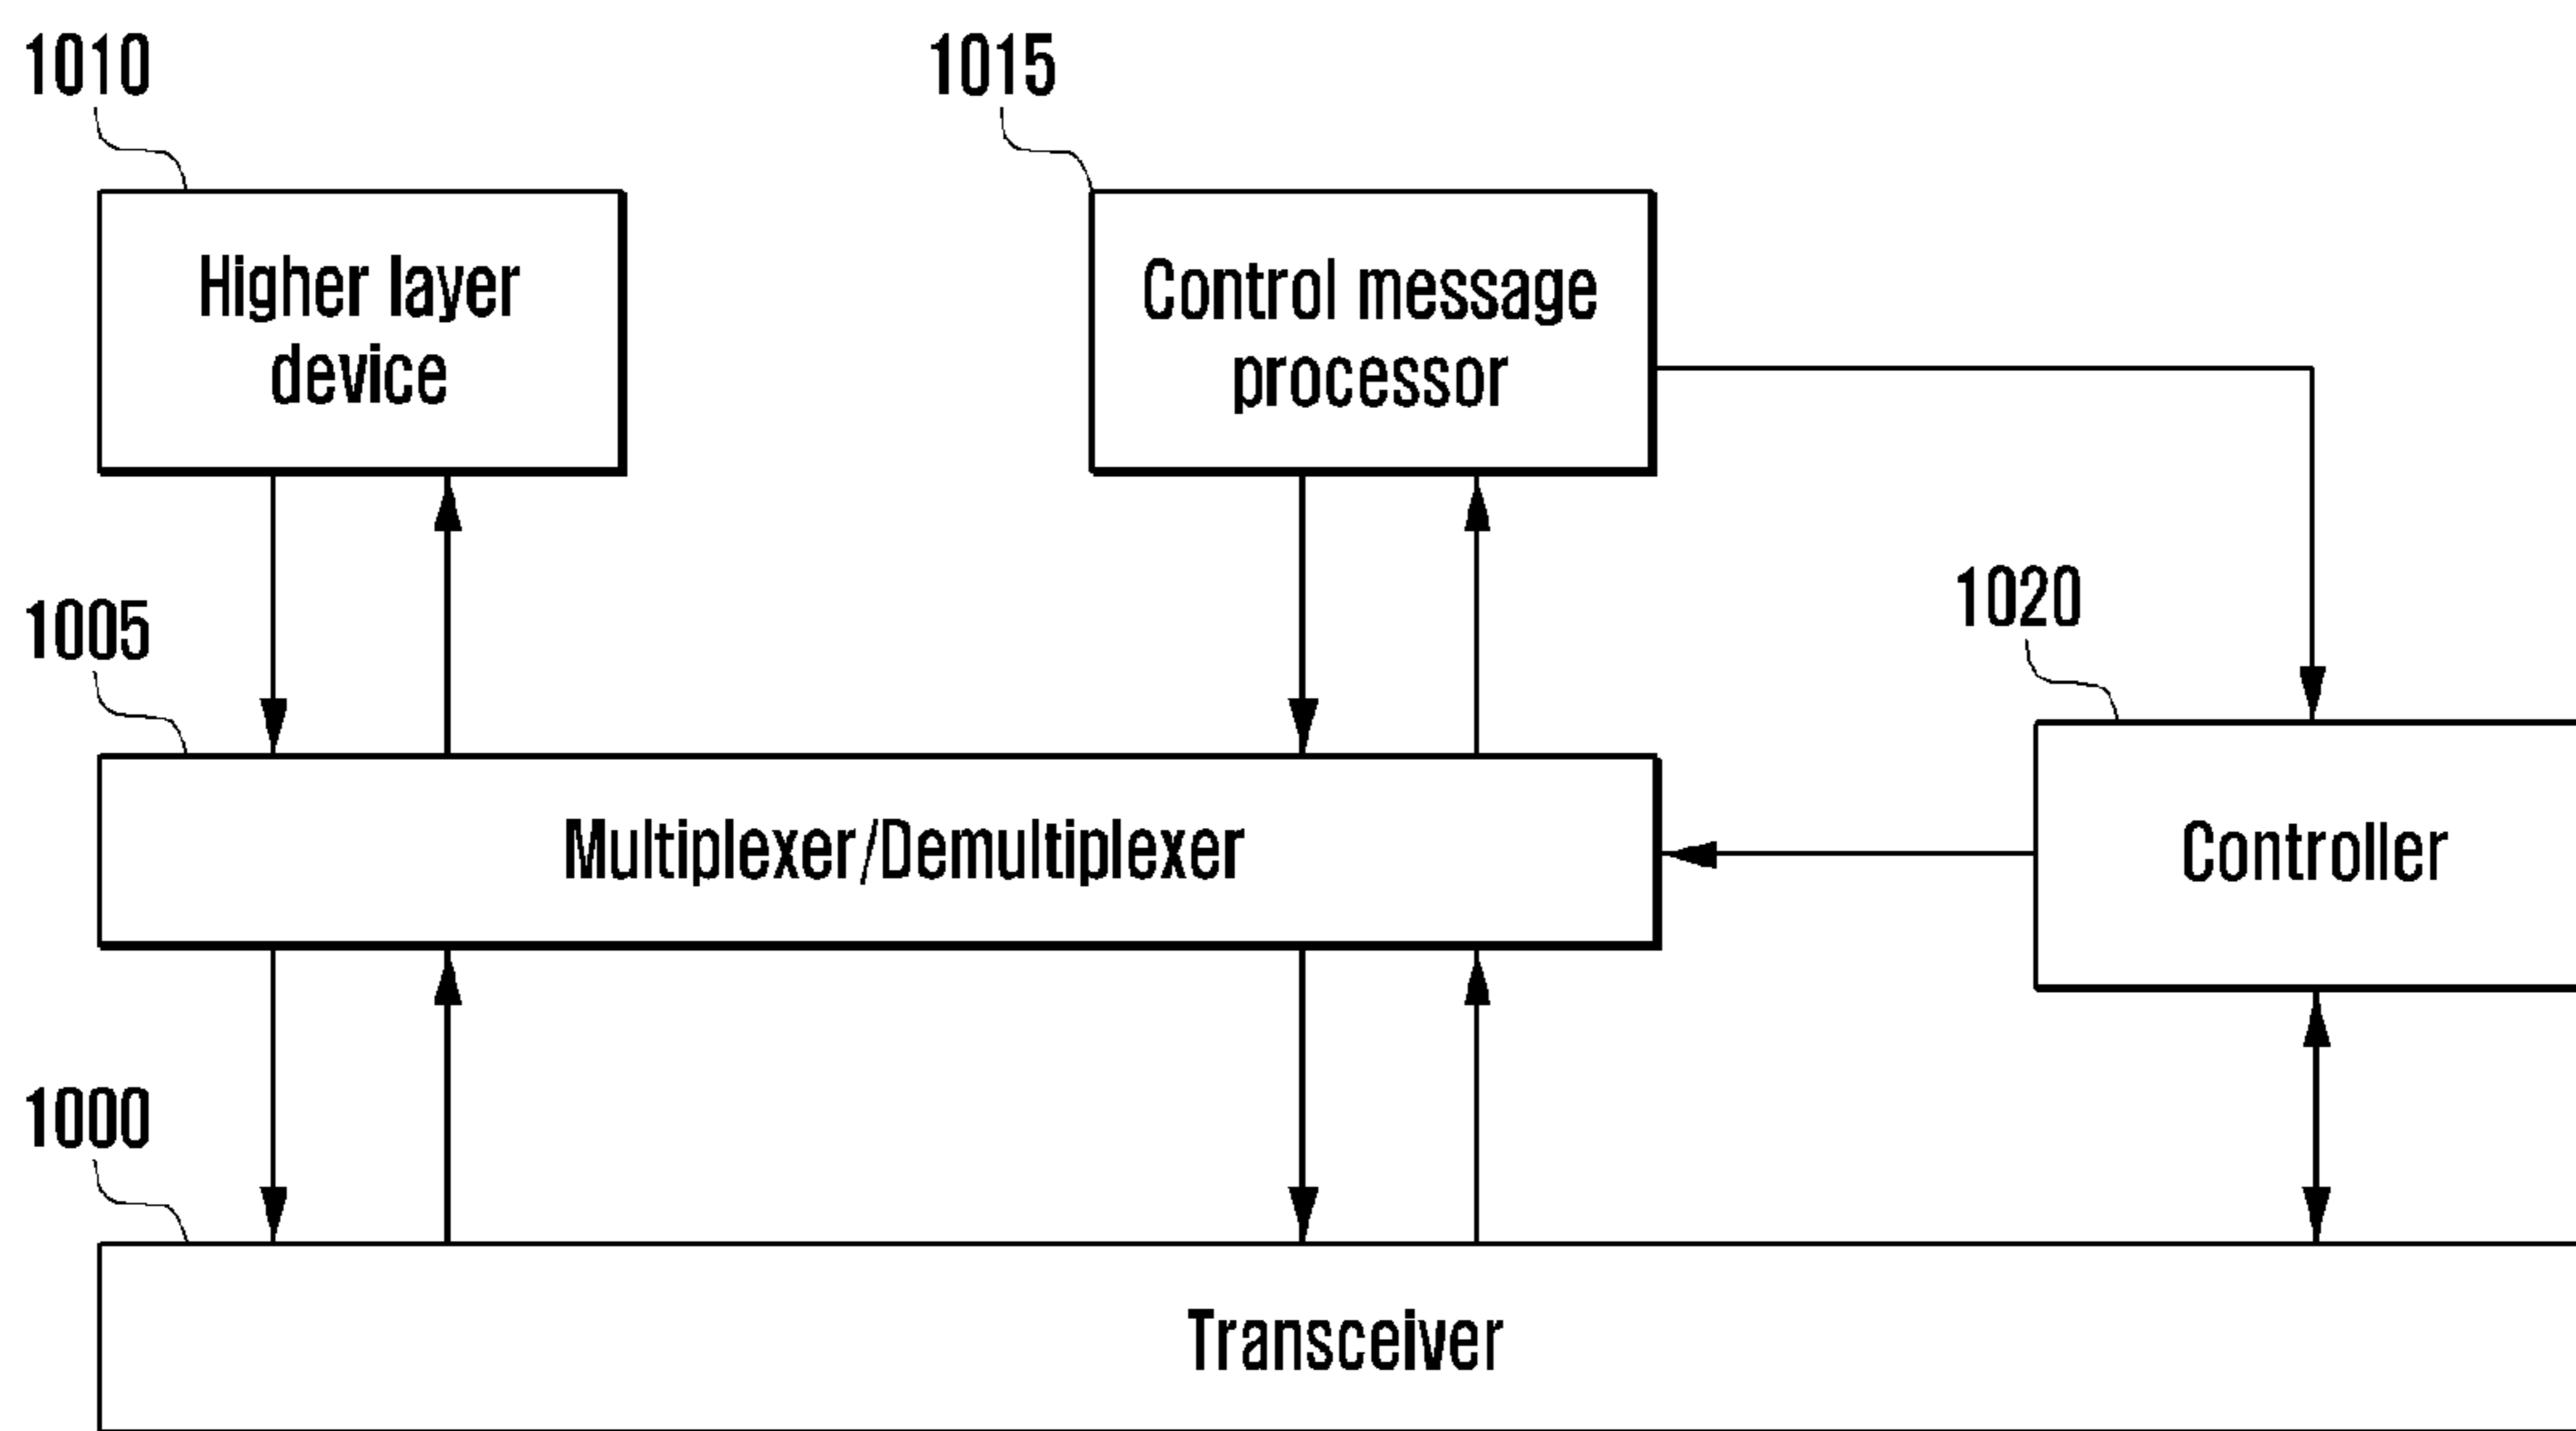 1010
1015
Higher layer
device
Control message
processor
1005
1020
Multiplexer/Demultiplexer
Controller
1000
Transceiver